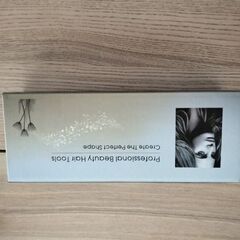 Professional Beauty Hair Tools
Create The Perfect Shape